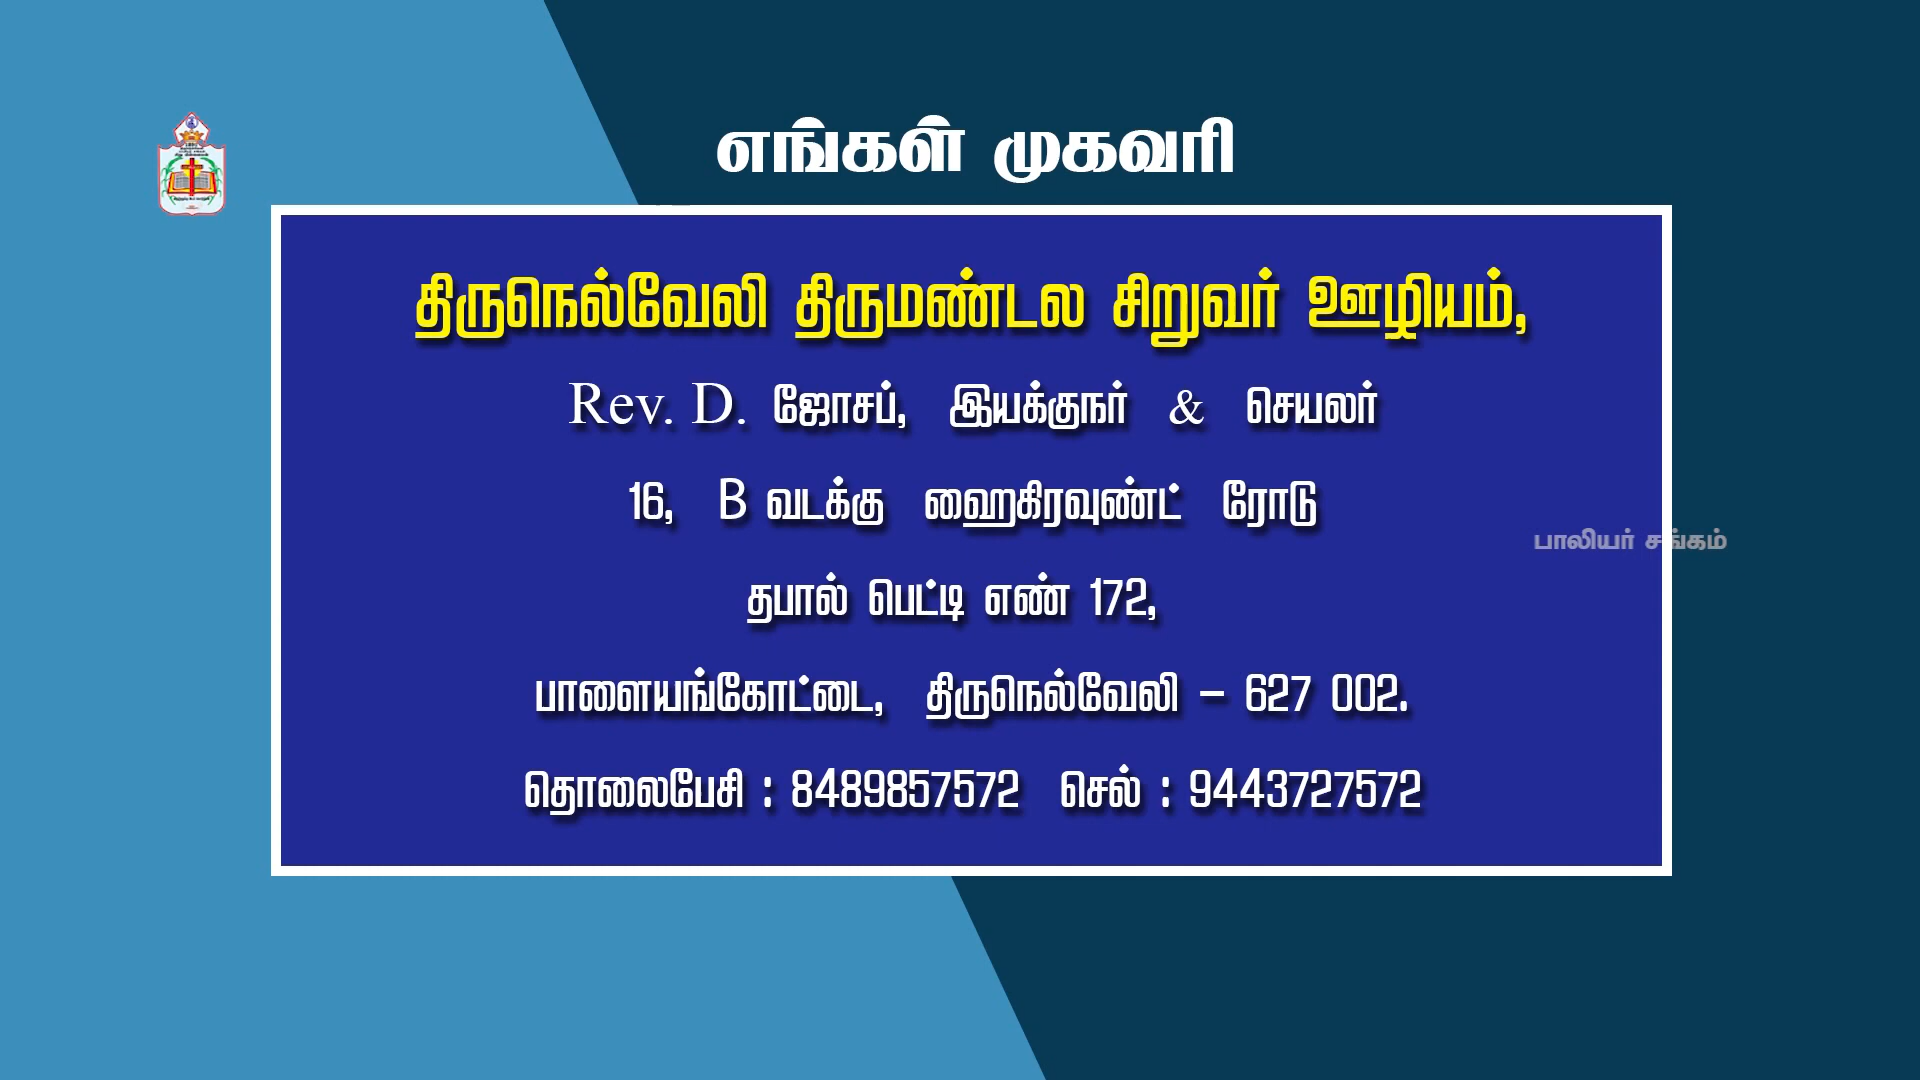 எங்கள் முகவரி
திருநெல்வேலி திருமண்டல சிறுவர் ஊழியம்,
Rev. D. ஜோசப், இயக்குநர் & செயலர்
16, B வடக்கு ஹைகிரவுண்ட் ரோடு
பாலியர் சங்கம்
தபால் பெட்டி எண் 172,
பாளையங்கோட்டை, திருநெல்வேலி – 627 002.
தொலைபேசி : 8489857572 செல் : 9443727572